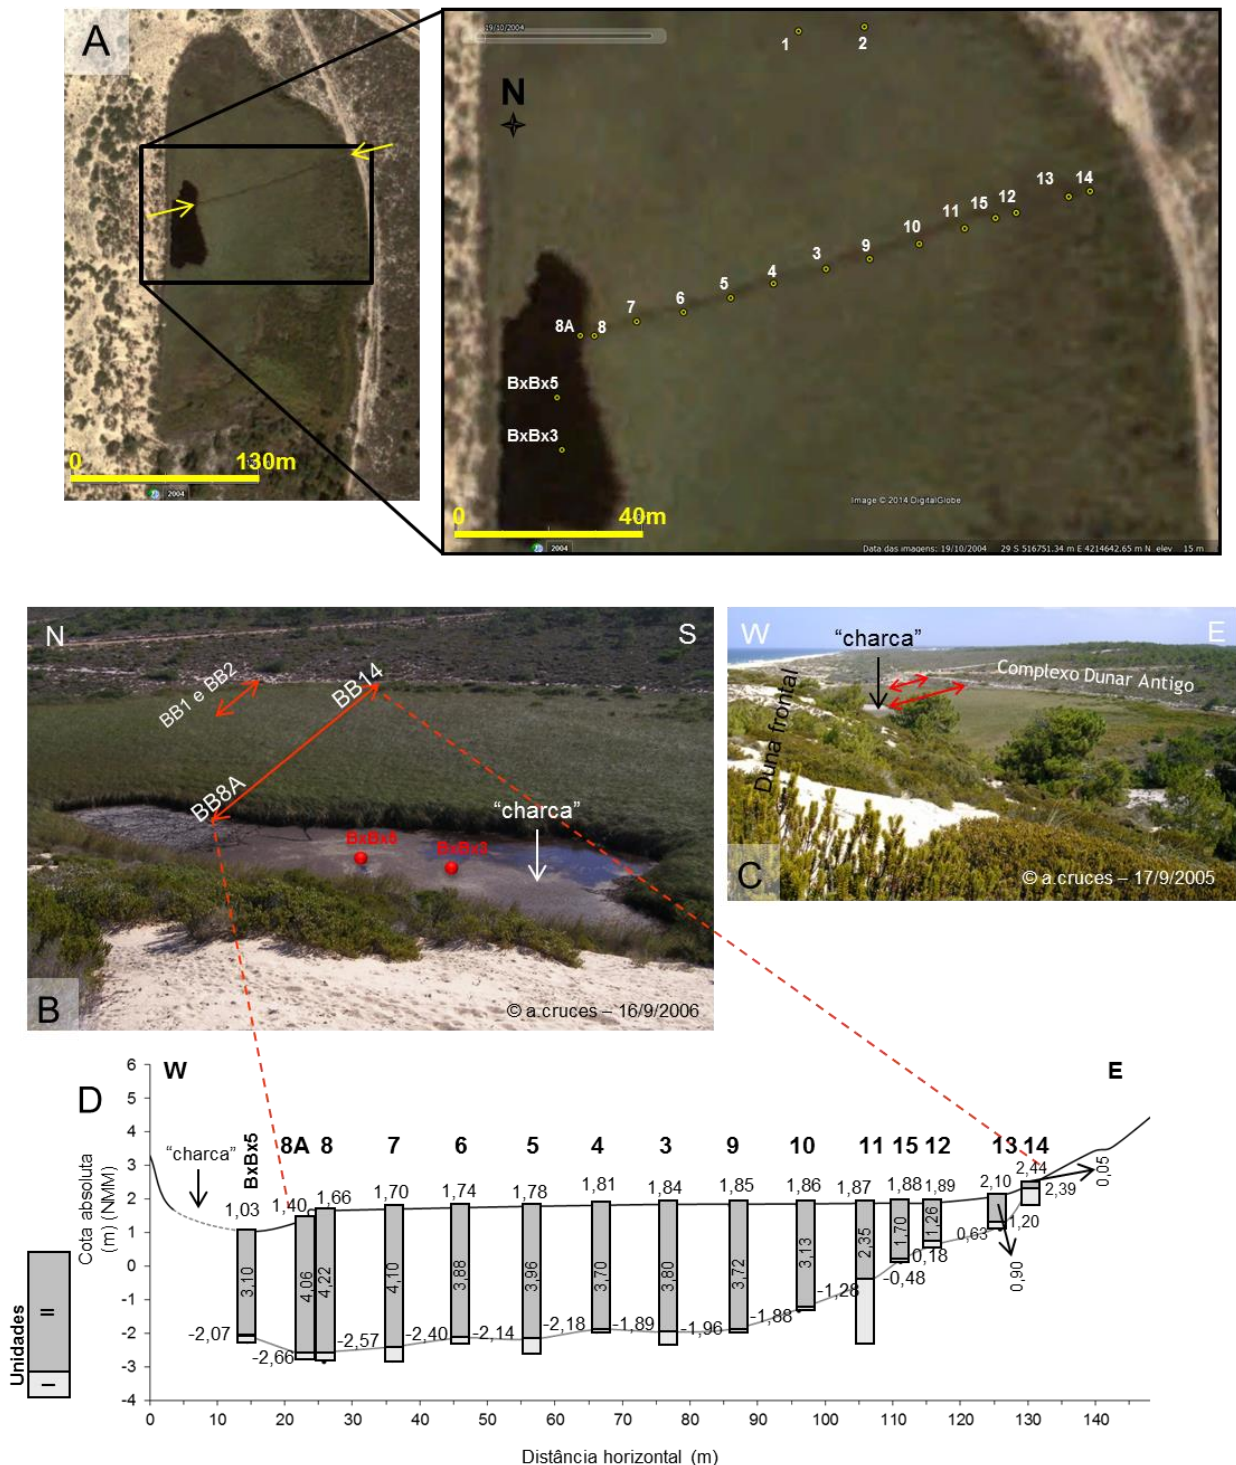 A
0
130m
2004
19/10/2004
1
2
N
14
13
12
15
11
10
9
3
4
5
6
7
8A
8
BxBx5
BxBx3
Image © 2014 DigitalGlobe
0
40m
2004
Data das imagens: 19/10/2004 29 S 516751.34 m E 4214642.65 m N elev 15 m
N
S
BB1 e BB2
BB14
BB8A
"charca"
BxBx5
BxBx3
B
© a.cruces – 16/9/2006
W
E
"charca"
Complexo Dunar Antigo
Duna frontal
C
© a.cruces – 17/9/2005
D
W
E
Cota absoluta
(m) (NMM)
6
5
4
3
2
1
0
-1
-2
-3
-4
"charca"
BxBx5
8A
8
7
6
5
4
3
9
10
11
15
12
13
14
1,03
1,40
1,66
1,70
1,74
1,78
1,81
1,84
1,85
1,86
1,87
1,88
1,89
2,10
2,44
3,10
4,06
4,22
4,10
3,88
3,96
3,70
3,80
3,72
3,13
2,35
1,70
1,26
0,90
0,05
-2,07
-2,66
-2,57
-2,40
-2,14
-2,18
-1,89
-1,96
-1,88
-1,28
-0,48
0,18
0,63
1,20
2,39
Unidades
II
I
0 10 20 30 40 50 60 70 80 90 100 110 120 130 140
Distância horizontal (m)